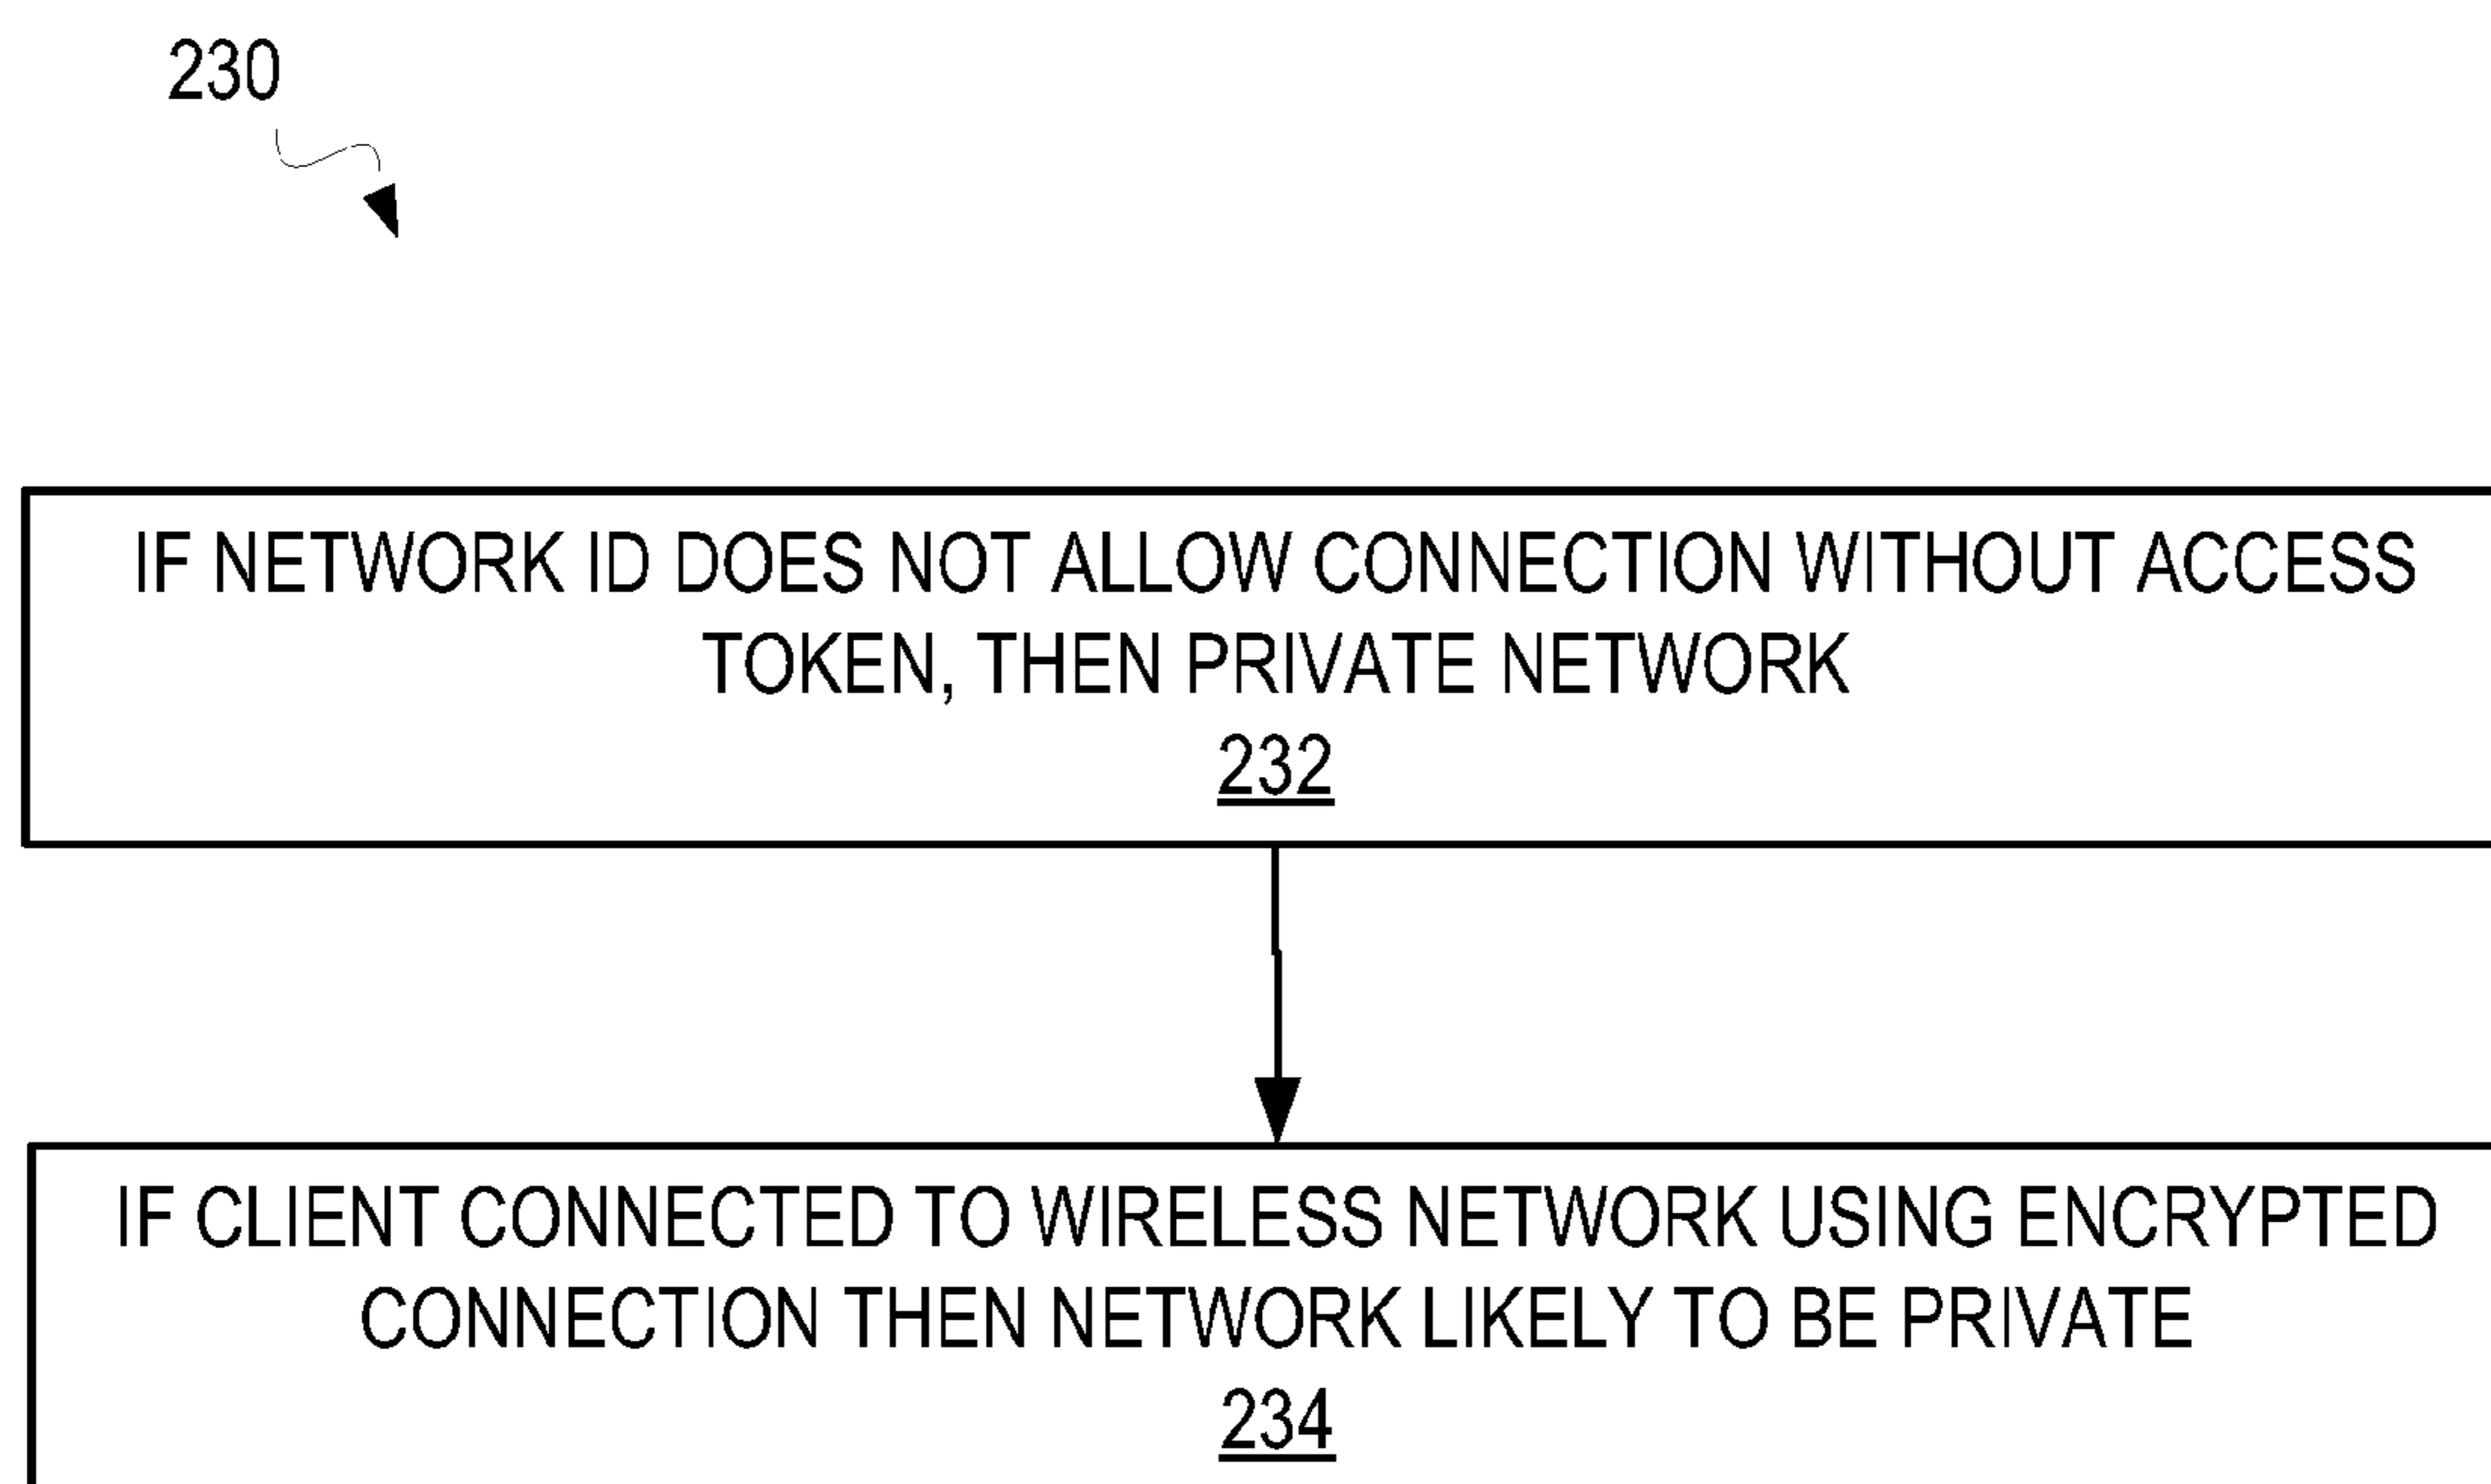 230
IF NETWORK ID DOES NOT ALLOW CONNECTION WITHOUT ACCESS
TOKEN, THEN PRIVATE NETWORK
232
IF CLIENT CONNECTED TO WIRELESS NETWORK USING ENCRYPTED
CONNECTION THEN NETWORK LIKELY TO BE PRIVATE
234